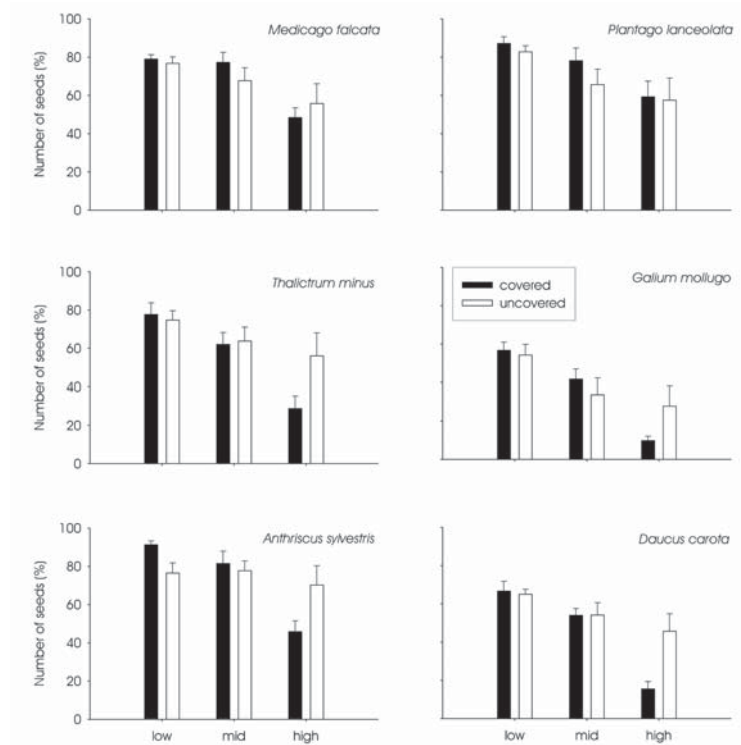 Medicago falcata
Plantago lanceolata
Number of seeds (%)
100
80
60
40
20
0
Thalictrum minus
covered
uncovered
Galium mollugo
Number of seeds (%)
100
80
60
40
20
0
Anthriscus sylvestris
Daucus carota
Number of seeds (%)
100
80
60
40
20
0
low
mid
high
low
mid
high